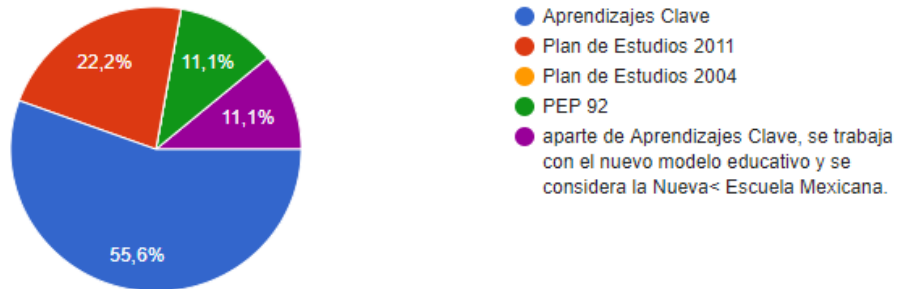 22,2%
11,1%
11,1%
55,6%
Aprendizajes Clave
Plan de Estudios 2011
Plan de Estudios 2004
PEP 92
aparte de Aprendizajes Clave, se trabaja
con el nuevo modelo educativo y se
considera la Nueva< Escuela Mexicana.